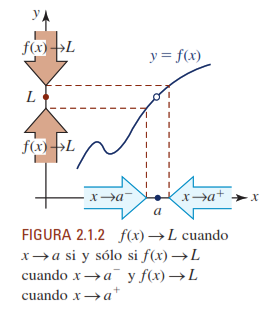 y
f(x)→L
y = f(x)
L
f(x)→L
x→a⁻
x→a⁺
x
a
FIGURA 2.1.2 f(x) → L cuando
x → a si y sólo si f(x) → L
cuando x → a⁻ y f(x) → L
cuando x → a⁺